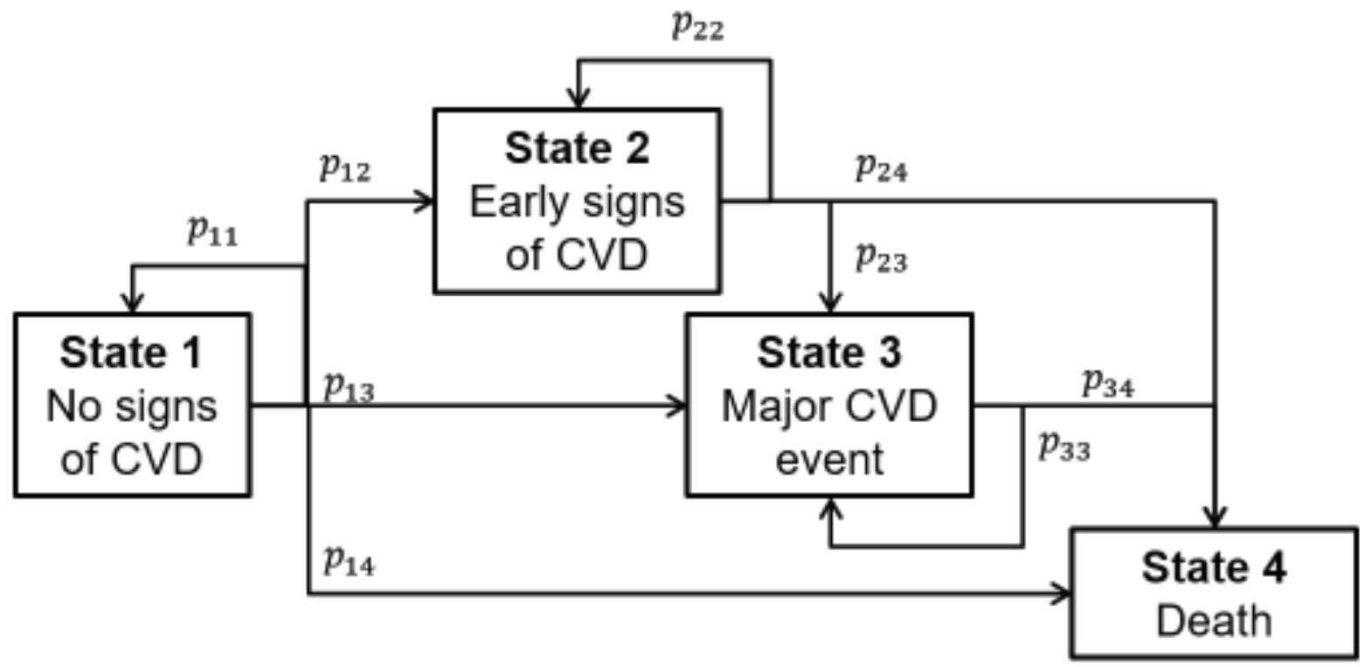 p22
State 2
Early signs
of CVD
p12
p24
p11
p23
State 1
No signs
of CVD
p13
State 3
Major CVD
event
p34
p33
p14
State 4
Death